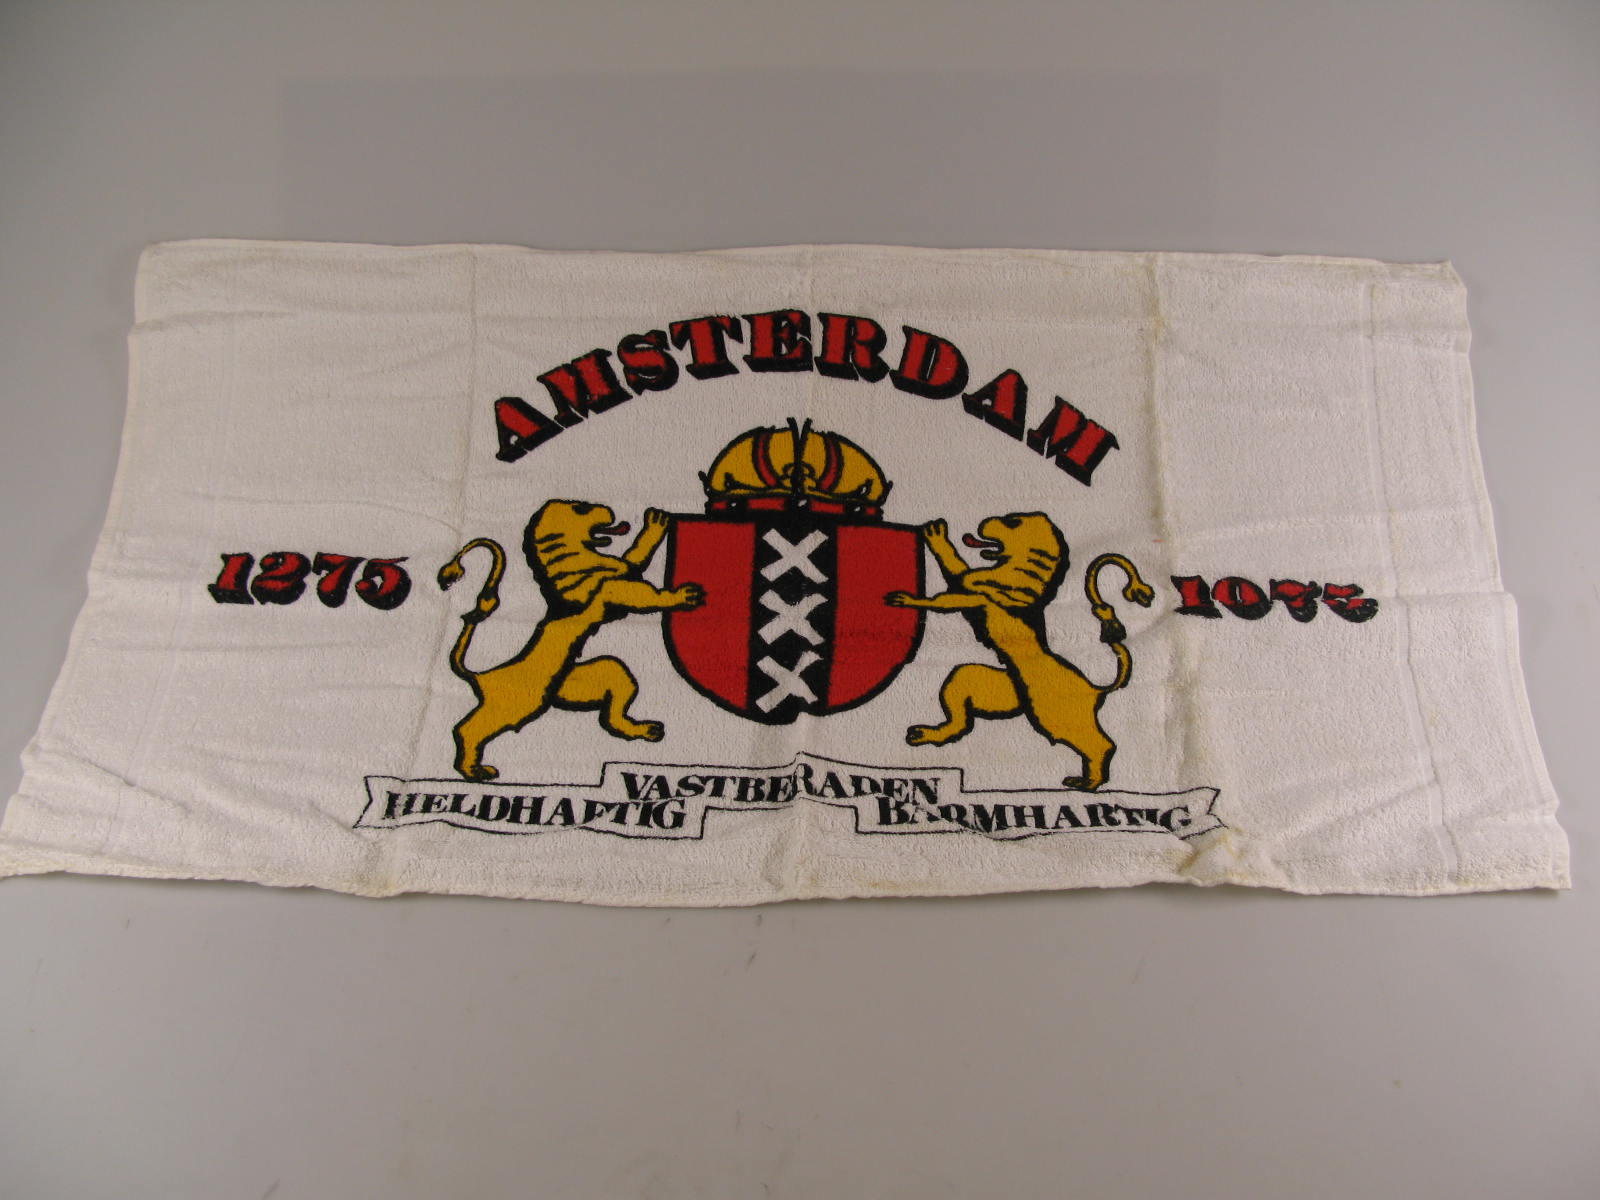 AMSTERDAM
1275 1975
VASTBERADEN
HELDHAFTIG BARMHARTIG